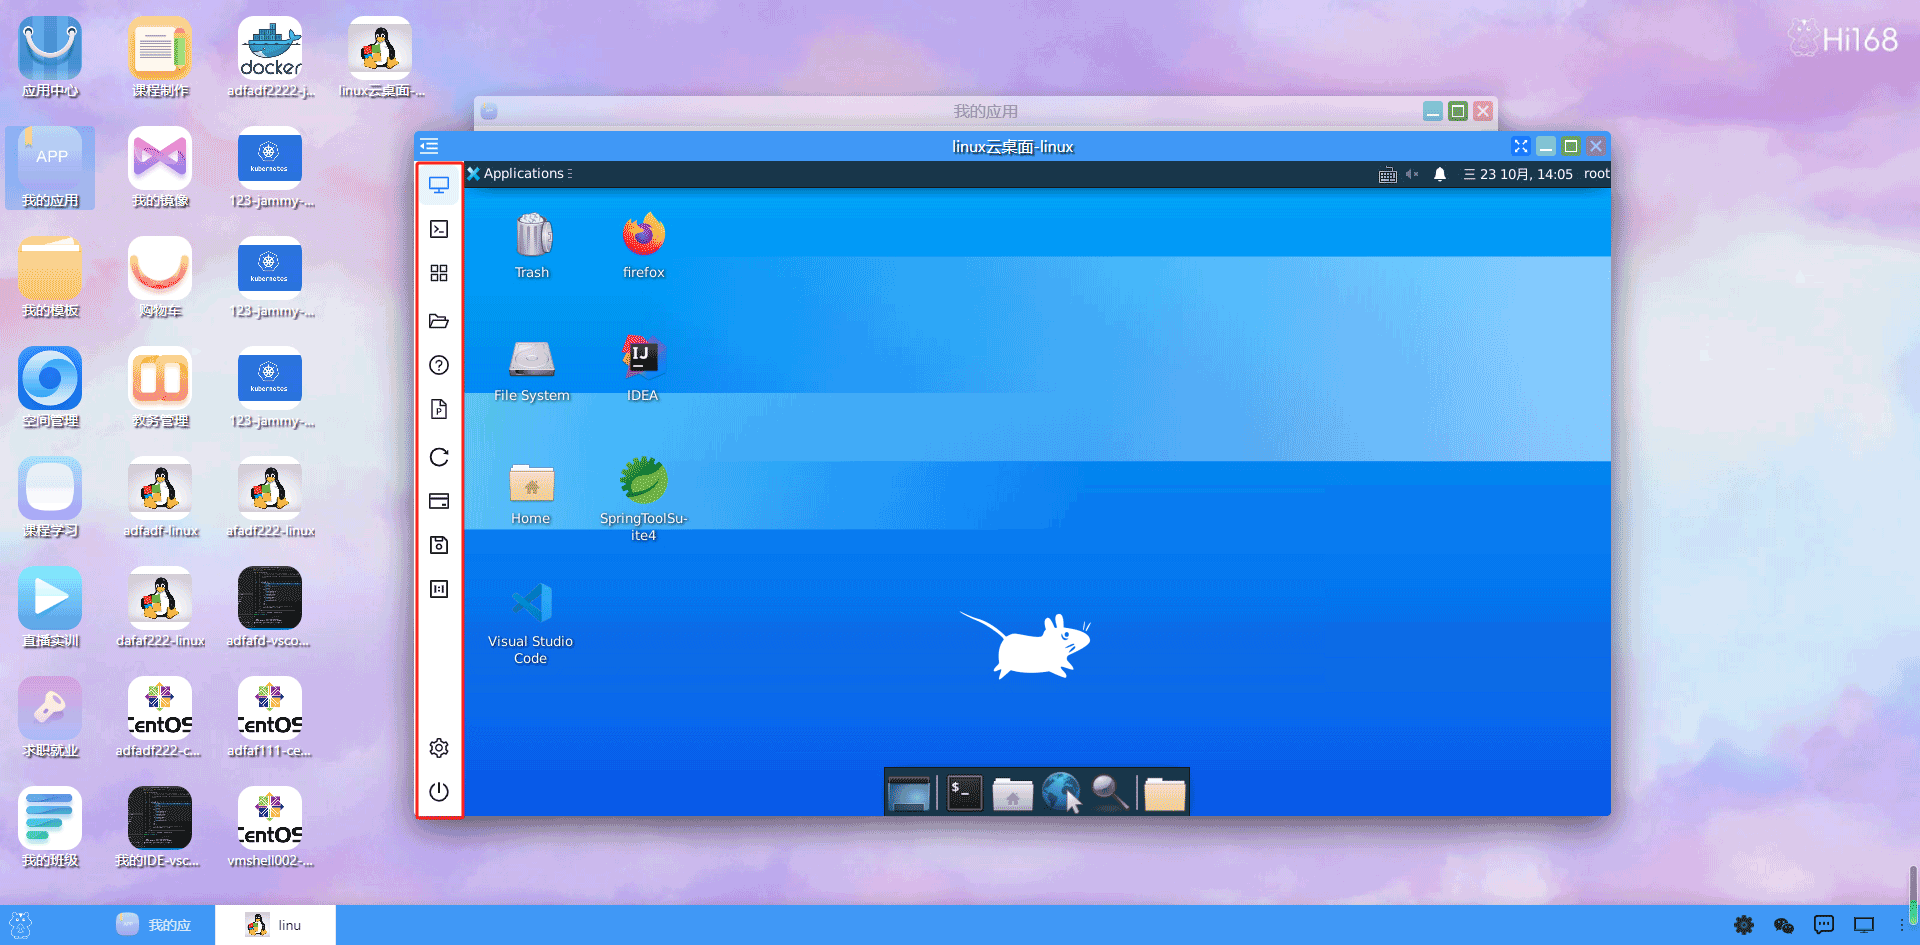 docker
应用中心
课程制作
adfadf2222-j...
linux云桌面-...
Hi168
我的应用
APP
我的应用
我的镜像
kubernetes
123-jammy-...
linux云桌面-linux
Applications
三 23 10月, 14:05
root
Trash
firefox
我的模板
购物车
kubernetes
123-jammy-...
IJ
File System
IDEA
空间管理
教务管理
kubernetes
123-jammy-...
P
Home
SpringToolSu-
ite4
课程学习
adfadf-linux
afadf222-linux
1:1
直播实训
dafaf222-linux
adfafd-vsco...
Visual Studio
Code
CentOS
CentOS
求职就业
adfadf222-c...
adfaf111-ce...
$_
CentOS
我的班级
我的IDE-vsc...
vmshell002-...
我的应
linu